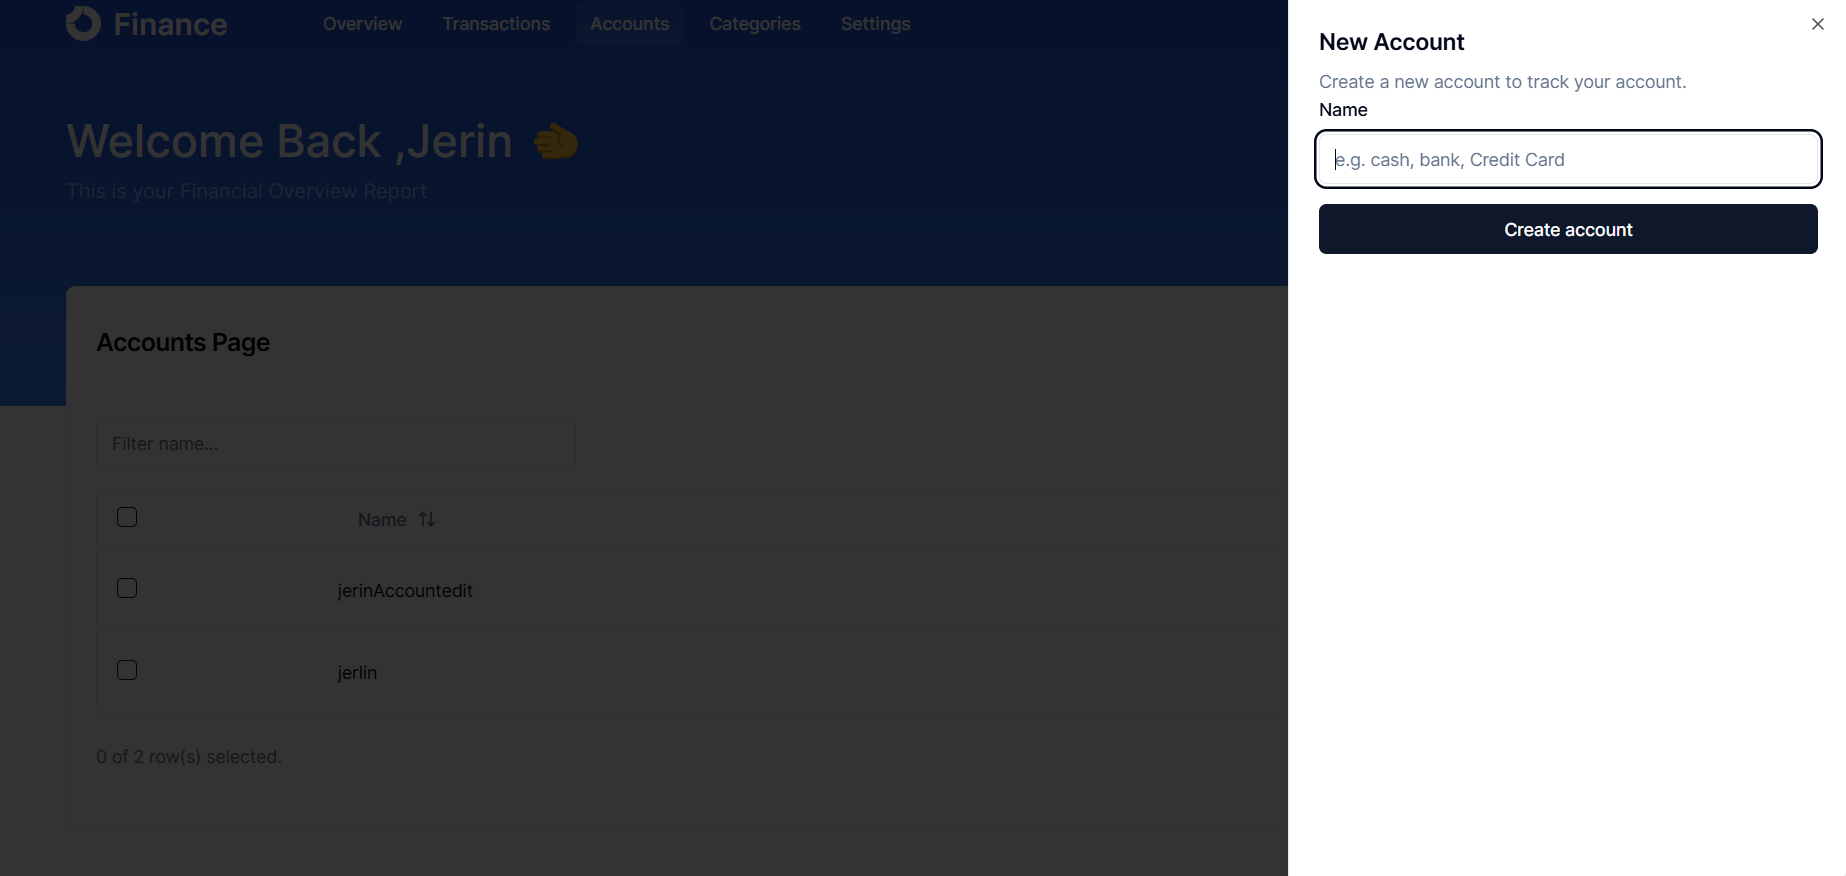 Finance
Overview Transactions Accounts Categories Settings
Welcome Back ,Jerin
This is your Financial Overview Report
Accounts Page
Filter name...
Name
jerinAccountedit
jerlin
0 of 2 row(s) selected.
New Account
Create a new account to track your account.
Name
e.g. cash, bank, Credit Card
Create account